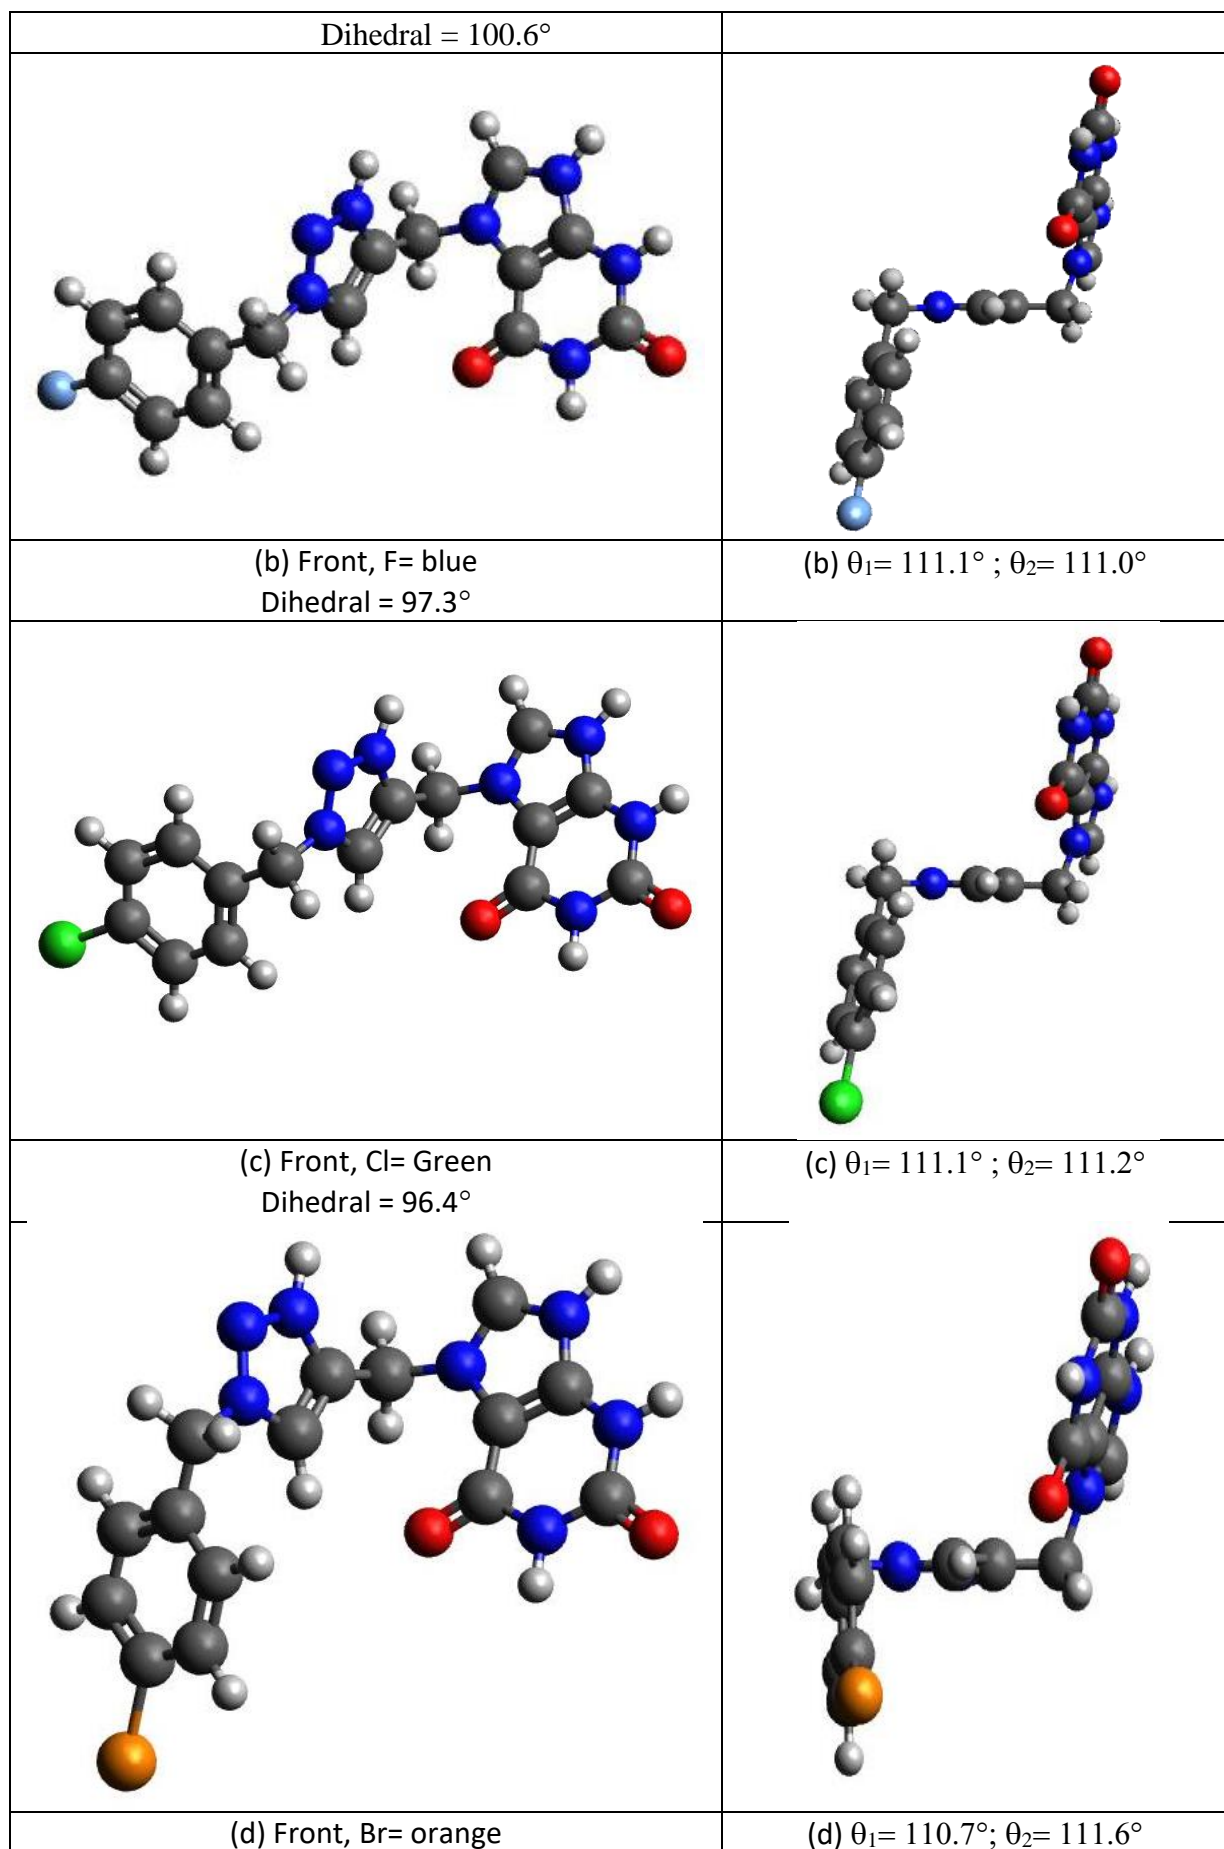 Dihedral = 100.6°
(b) Front, F= blue
Dihedral = 97.3°
(b) θ₁= 111.1° ; θ₂= 111.0°
(c) Front, Cl= Green
Dihedral = 96.4°
(c) θ₁= 111.1° ; θ₂= 111.2°
(d) Front, Br= orange
(d) θ₁= 110.7°; θ₂= 111.6°